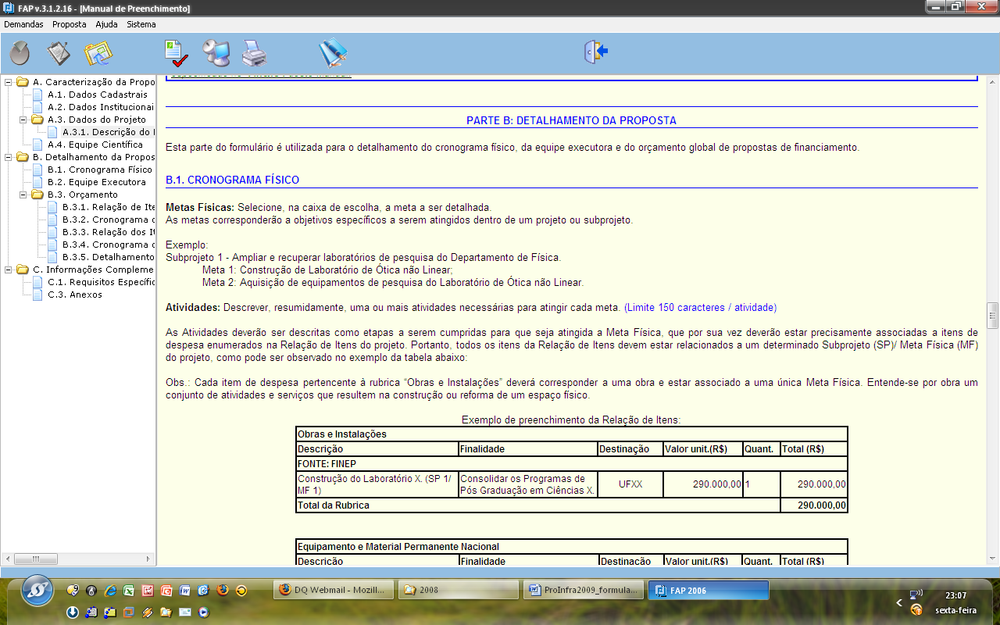 FAP v.3.1.2.16 - [Manual de Preenchimento]
Demandas Proposta Ajuda Sistema
A. Caracterização da Propo
A.1. Dados Cadastrais
A.2. Dados Institucionai
A.3. Dados do Projeto
A.3.1. Descrição do
A.4. Equipe Científica
B. Detalhamento da Propos
B.1. Cronograma Físico
B.2. Equipe Executora
B.3. Orçamento
B.3.1. Relação de Ite
B.3.2. Cronograma
B.3.3. Relação dos It
B.3.4. Cronograma
B.3.5. Detalhamento
C. Informações Compleme
C.1. Requisitos Específic
C.3. Anexos
PARTE B: DETALHAMENTO DA PROPOSTA
Esta parte do formulário é utilizada para o detalhamento do cronograma físico, da equipe executora e do orçamento global de propostas de financiamento.
B.1. CRONOGRAMA FÍSICO
Metas Físicas: Selecione, na caixa de escolha, a meta a ser detalhada.
As metas corresponderão a objetivos específicos a serem atingidos dentro de um projeto ou subprojeto.
Exemplo:
Subprojeto 1 - Ampliar e recuperar laboratórios de pesquisa do Departamento de Física.
Meta 1: Construção de Laboratório de Ótica não Linear;
Meta 2: Aquisição de equipamentos de pesquisa do Laboratório de Ótica não Linear.
Atividades: Descrever, resumidamente, uma ou mais atividades necessárias para atingir cada meta. (Limite 150 caracteres / atividade)
As Atividades deverão ser descritas como etapas a serem cumpridas para que seja atingida a Meta Física, que por sua vez deverão estar precisamente associadas a itens de
despesa enumerados na Relação de Itens do projeto. Portanto, todos os itens da Relação de Itens devem estar relacionados a um determinado Subprojeto (SP)/ Meta Física (MF)
do projeto, como pode ser observado no exemplo da tabela abaixo:
Obs.: Cada item de despesa pertencente à rubrica “Obras e Instalações” deverá corresponder a uma obra e estar associado a uma única Meta Física. Entende-se por obra um
conjunto de atividades e serviços que resultem na construção ou reforma de um espaço físico.
Exemplo de preenchimento da Relação de Itens:
Obras e Instalações
Descrição Finalidade Destinação Valor unit.(R$) Quant. Total (R$)
FONTE: FINEP
Construção do Laboratório X. (SP 1/ Consolidar os Programas de UFXX 290.000,00 1 290.000,00
MF 1) Pós Graduação em Ciências X.
Total da Rubrica 290.000,00
Equipamento e Material Permanente Nacional
Descrição Finalidade Destinação Valor unit.(R$) Quant. Total (R$)
DQ Webmail - Mozill... 2008 ProInfra2009_formula... FAP 2006
23:07
sexta-feira